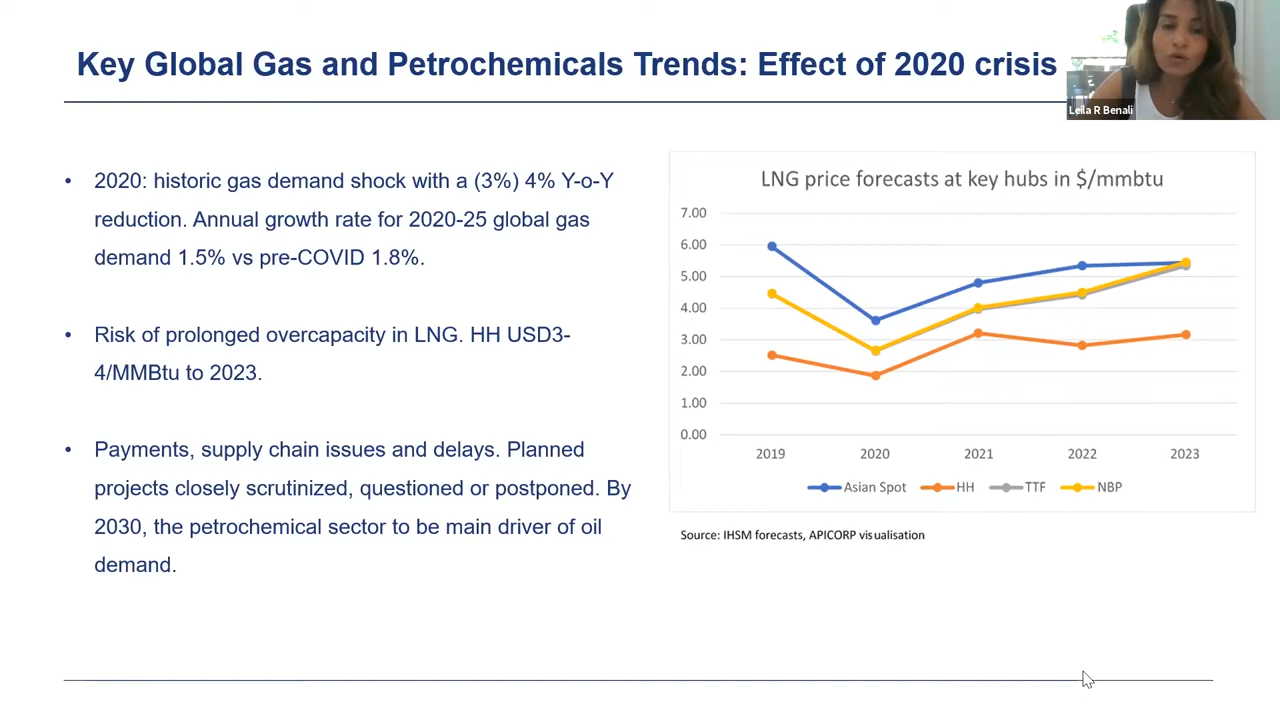 Key Global Gas and Petrochemicals Trends: Effect of 2020 crisis
Leila R Benali
• 2020: historic gas demand shock with a (3%) 4% Y-o-Y
reduction. Annual growth rate for 2020-25 global gas
demand 1.5% vs pre-COVID 1.8%.
• Risk of prolonged overcapacity in LNG. HH USD3-
4/MMBtu to 2023.
• Payments, supply chain issues and delays. Planned
projects closely scrutinized, questioned or postponed. By
2030, the petrochemical sector to be main driver of oil
demand.
LNG price forecasts at key hubs in $/mmbtu
7.00
6.00
5.00
4.00
3.00
2.00
1.00
0.00
2019 2020 2021 2022 2023
Asian Spot HH TTF NBP
Source: IHSM forecasts, APICORP visualisation